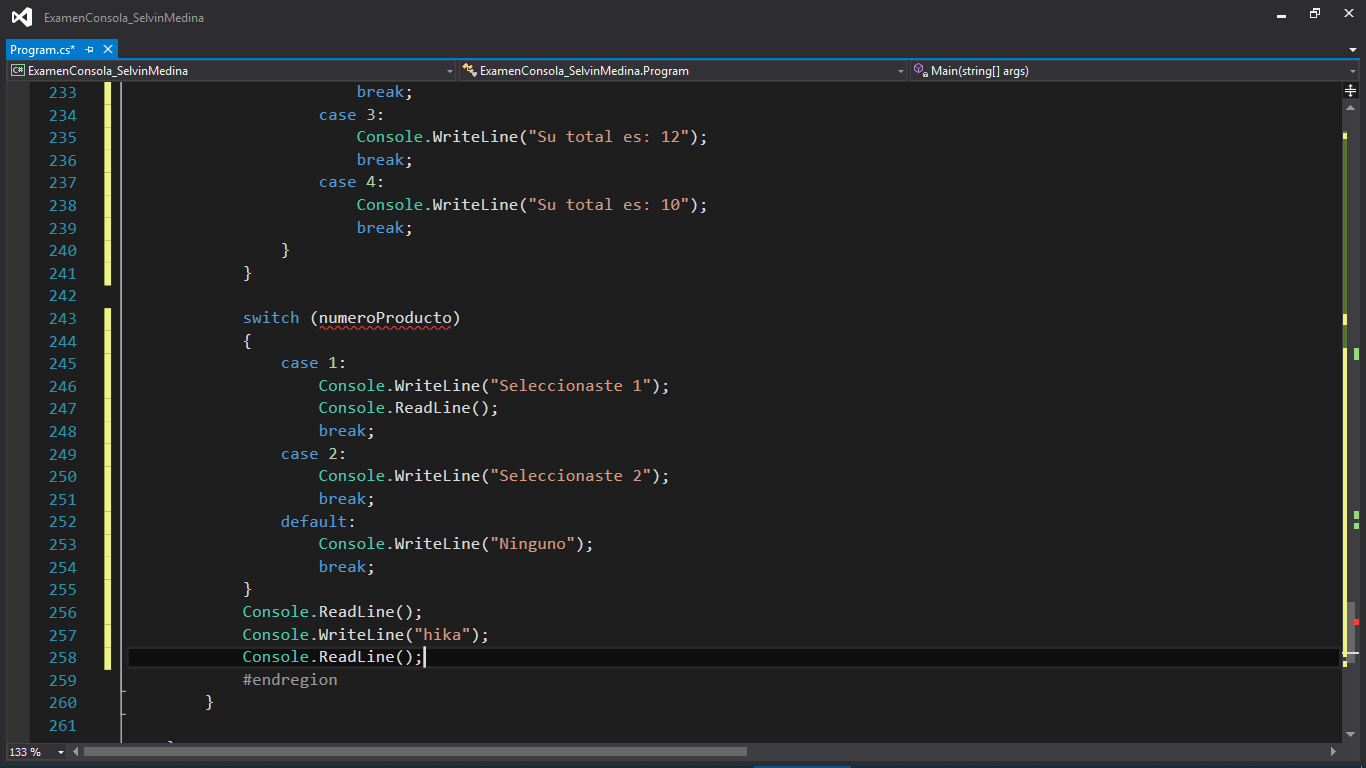 ExamenConsola_SelvinMedina
Program.cs*
C# ExamenConsola_SelvinMedina
ExamenConsola_SelvinMedina.Program
Main(string[] args)
233 break;
234 case 3:
235 Console.WriteLine("Su total es: 12");
236 break;
237 case 4:
238 Console.WriteLine("Su total es: 10");
239 break;
240 }
241 }
242
243 switch (numeroProducto)
244 {
245 case 1:
246 Console.WriteLine("Seleccionaste 1");
247 Console.ReadLine();
248 break;
249 case 2:
250 Console.WriteLine("Seleccionaste 2");
251 break;
252 default:
253 Console.WriteLine("Ninguno");
254 break;
255 }
256 Console.ReadLine();
257 Console.WriteLine("hika");
258 Console.ReadLine();
259 #endregion
260 }
261
133 %